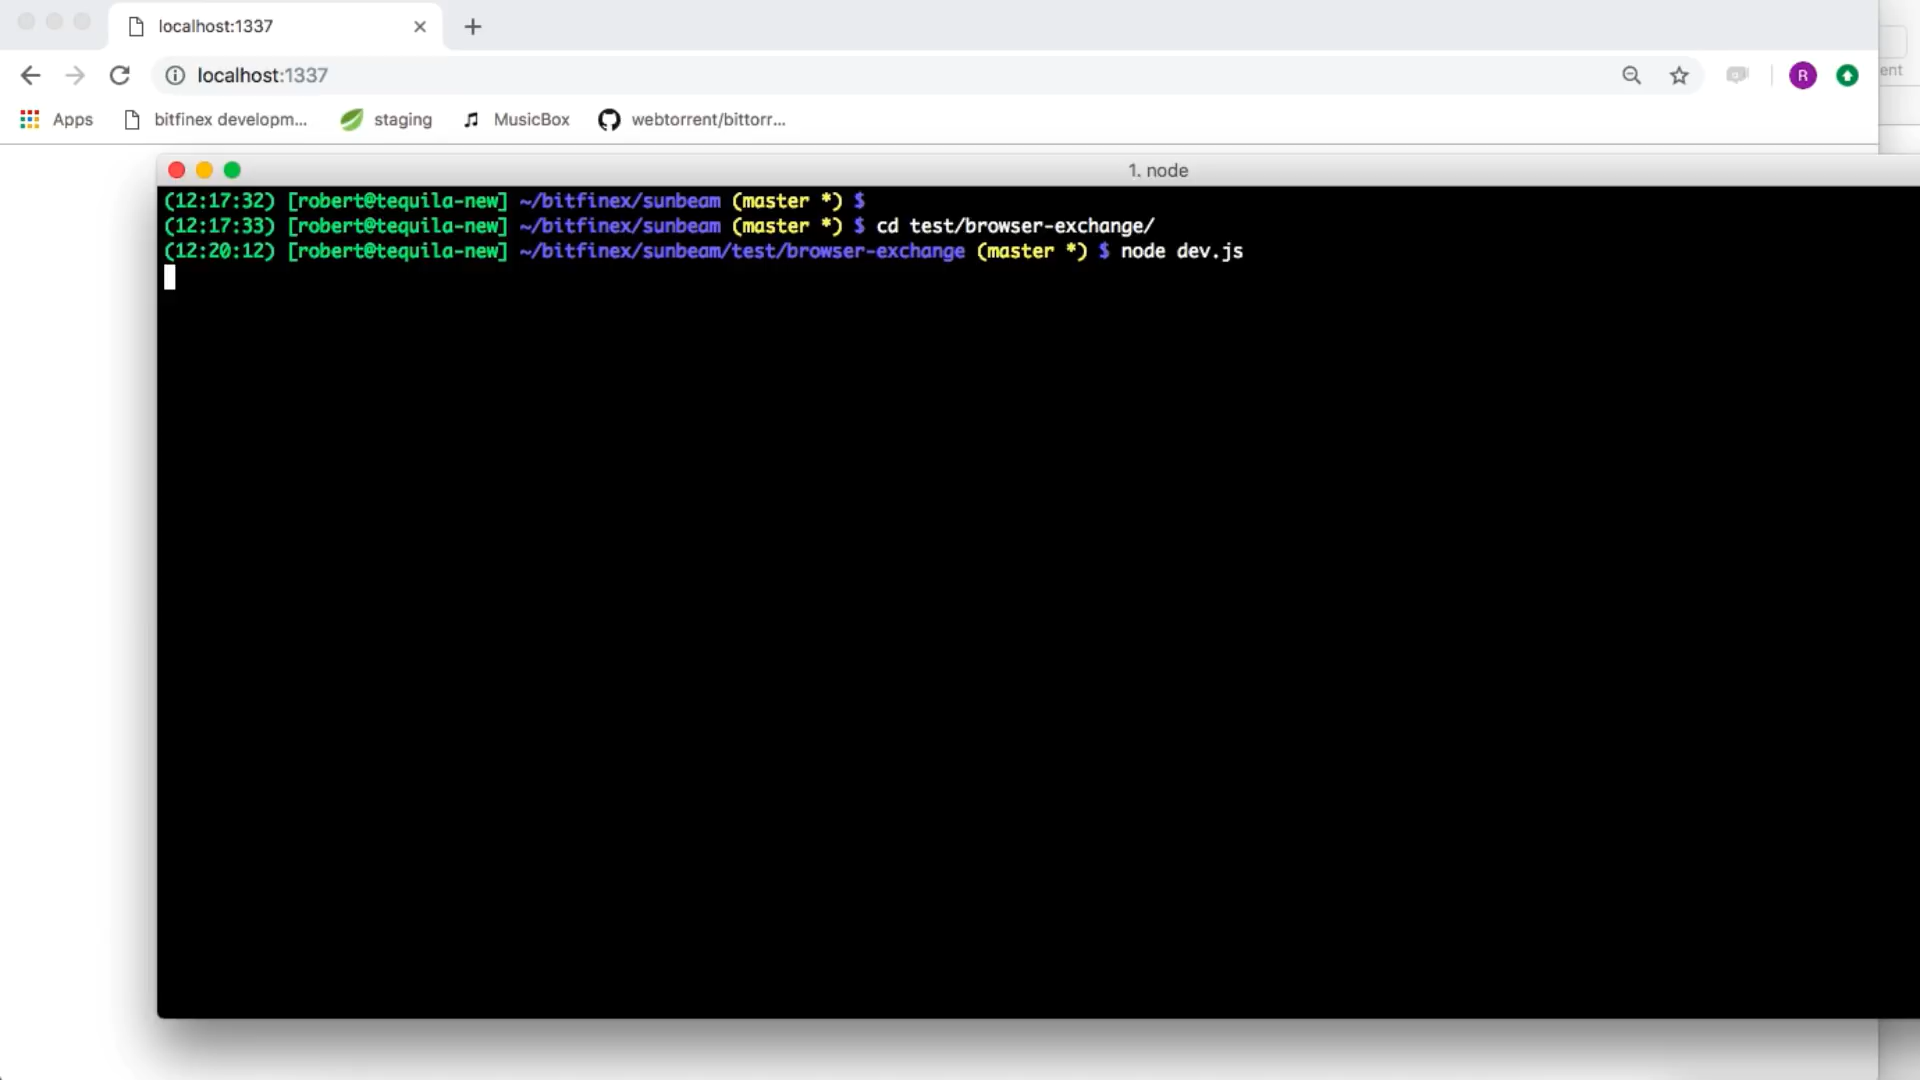 localhost:1337
localhost:1337
R
ent
Apps
bitfinex developm...
staging
MusicBox
webtorrent/bittorr...
1. node
(12:17:32) [robert@tequila-new] ~/bitfinex/sunbeam (master *) $
(12:17:33) [robert@tequila-new] ~/bitfinex/sunbeam (master *) $ cd test/browser-exchange/
(12:20:12) [robert@tequila-new] ~/bitfinex/sunbeam/test/browser-exchange (master *) $ node dev.js